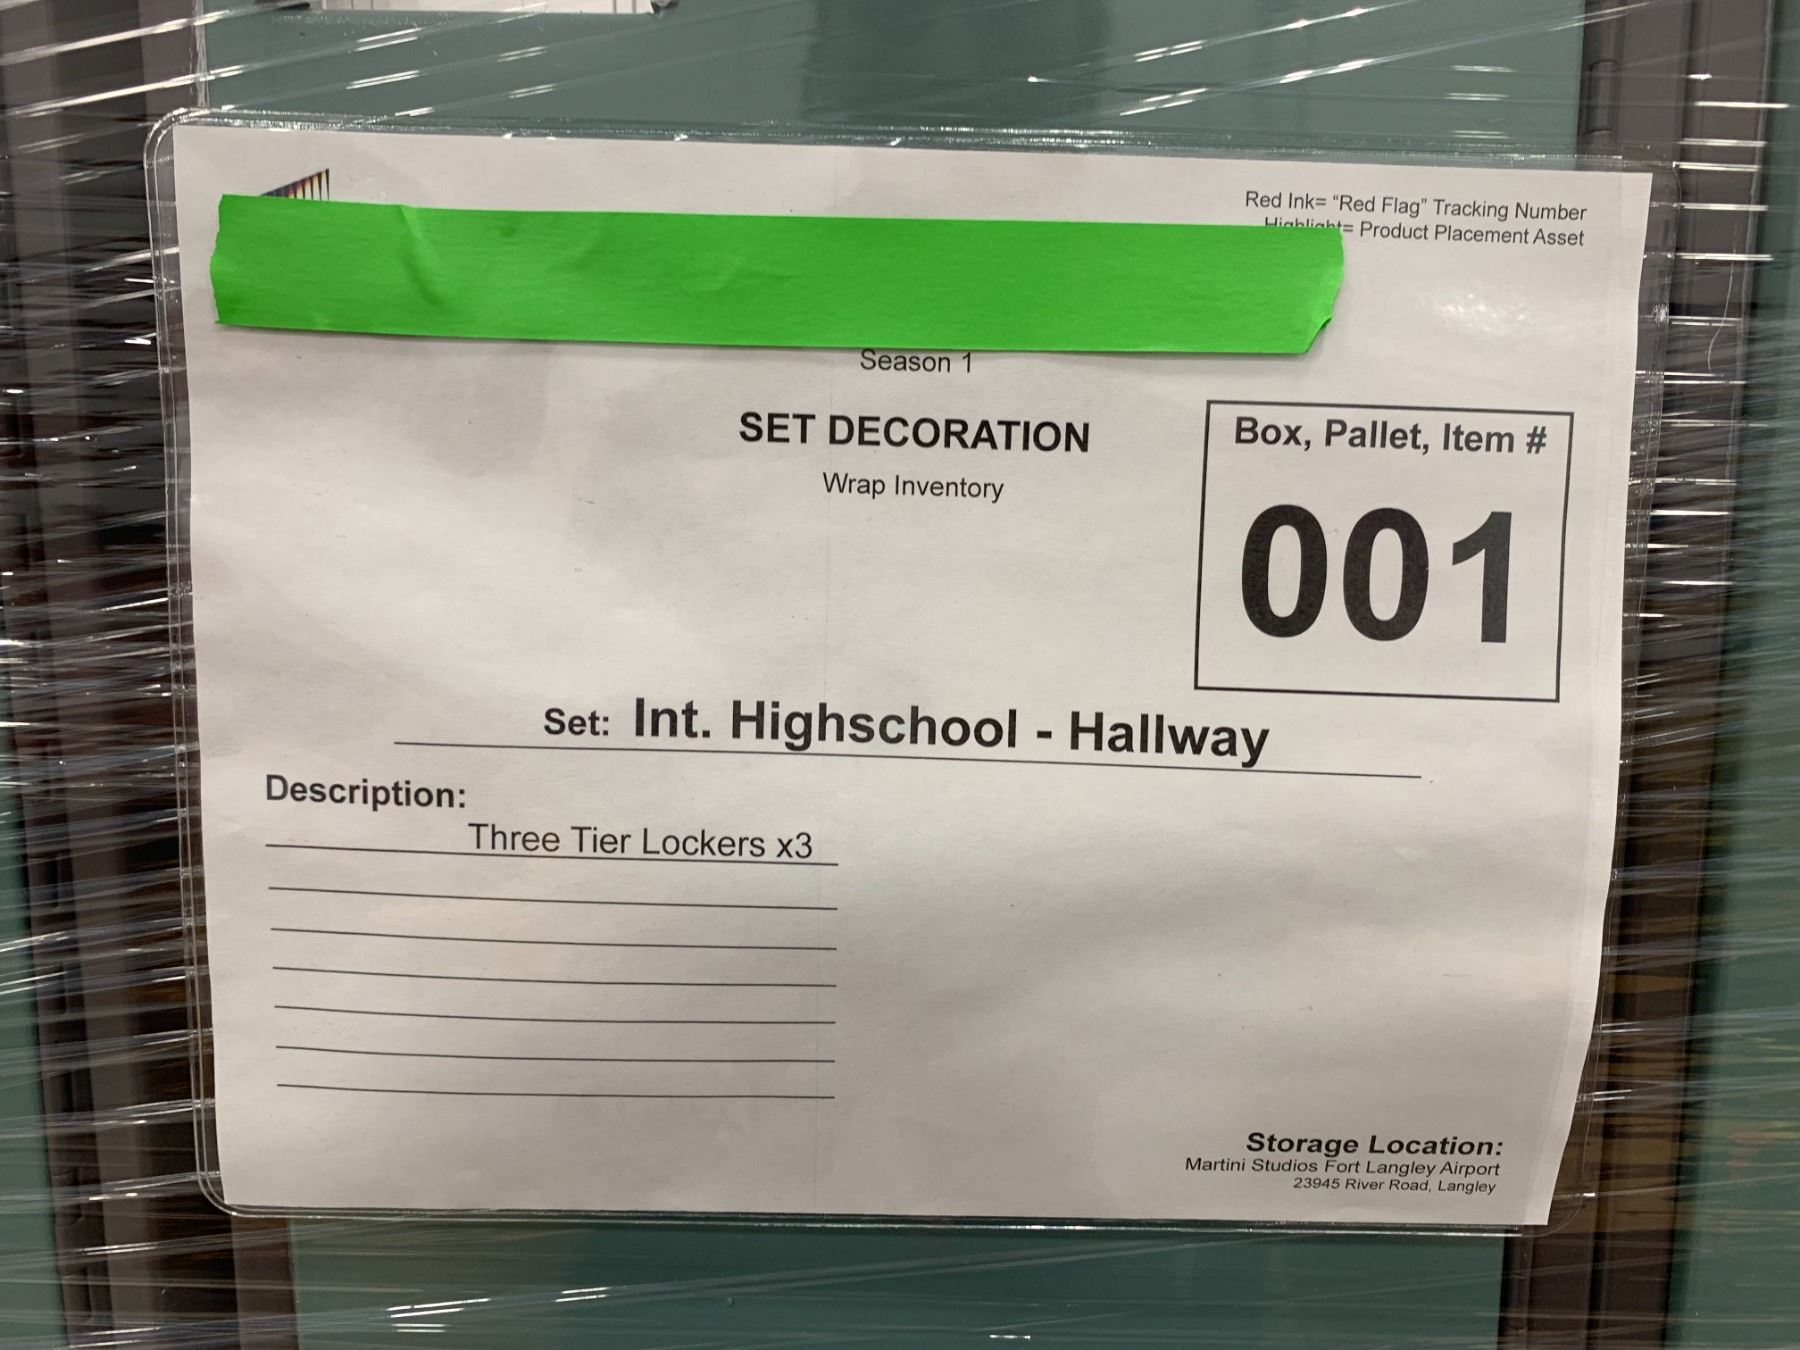 Red Ink= “Red Flag” Tracking Number
Highlight= Product Placement Asset
Season 1
SET DECORATION
Wrap Inventory
Box, Pallet, Item #
001
Set: Int. Highschool - Hallway
Description:
Three Tier Lockers x3
Storage Location:
Martini Studios Fort Langley Airport
23945 River Road, Langley